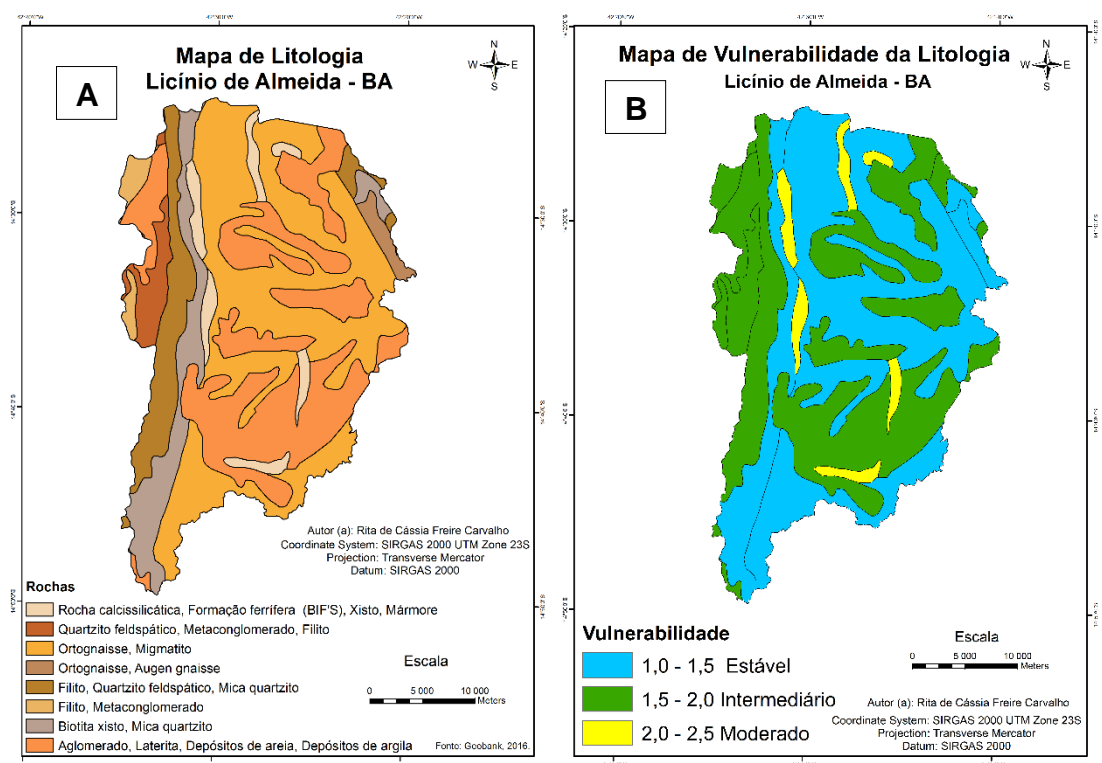 A
Mapa de Litologia
Licínio de Almeida - BA
N
W
E
S
Autor (a): Rita de Cássia Freire Carvalho
Coordinate System: SIRGAS 2000 UTM Zone 23S
Projection: Transverse Mercator
Datum: SIRGAS 2000
Rochas
Rocha calcissilicática, Formação ferrífera (BIF'S), Xisto, Mármore
Quartzito feldspático, Metaconglomerado, Filito
Ortognaisse, Migmatito
Ortognaisse, Augen gnaisse
Filito, Quartzito feldspático, Mica quartzito
Filito, Metaconglomerado
Biotita xisto, Mica quartzito
Aglomerado, Laterita, Depósitos de areia, Depósitos de argila
Escala
0 5 000 10 000
Meters
Fonto: Goobank, 2016.
B
Mapa de Vulnerabilidade da Litologia
Licínio de Almeida - BA
N
W
E
S
Vulnerabilidade
1,0 - 1,5 Estável
1,5 - 2,0 Intermediário
2,0 - 2,5 Moderado
Escala
0 5 000 10 000
Meters
Autor (a): Rita de Cássia Freire Carvalho
Coordinate System: SIRGAS 2000 UTM Zone 23S
Projection: Transverse Mercator
Datum: SIRGAS 2000